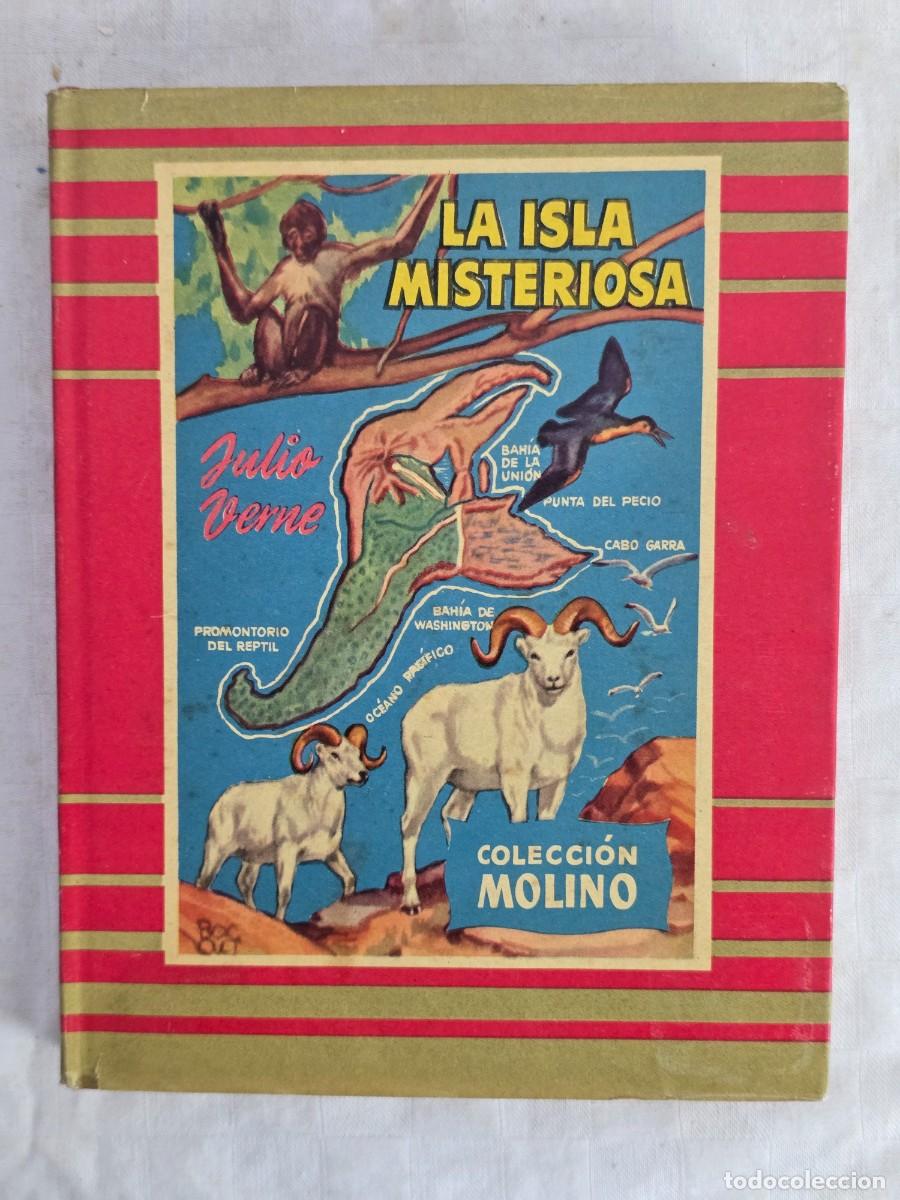 LA ISLA
MISTERIOSA
Julio
Verne
BAHÍA
DE LA
UNIÓN
PUNTA DEL PECIO
CABO GARRA
BAHÍA DE
WASHINGTON
PROMONTORIO
DEL REPTIL
OCÉANO PACÍFICO
COLECCIÓN
MOLINO
todocoleccion